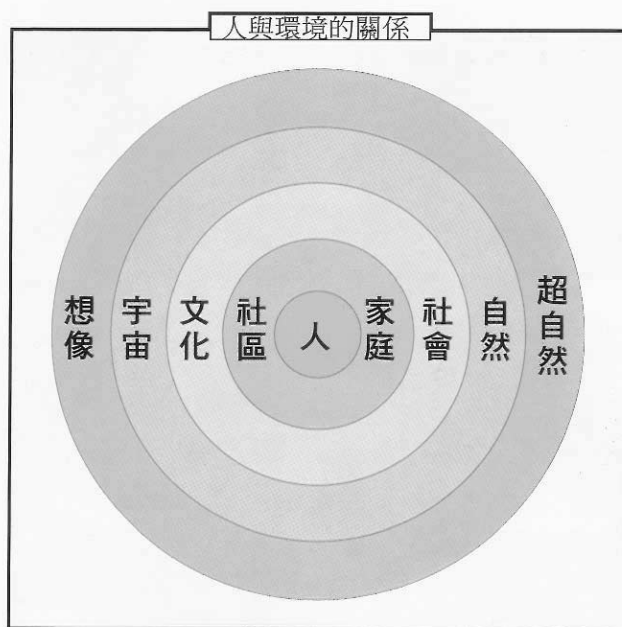 人與環境的關係
想像
宇宙
文化
社區
人
家庭
社會
自然
超自然